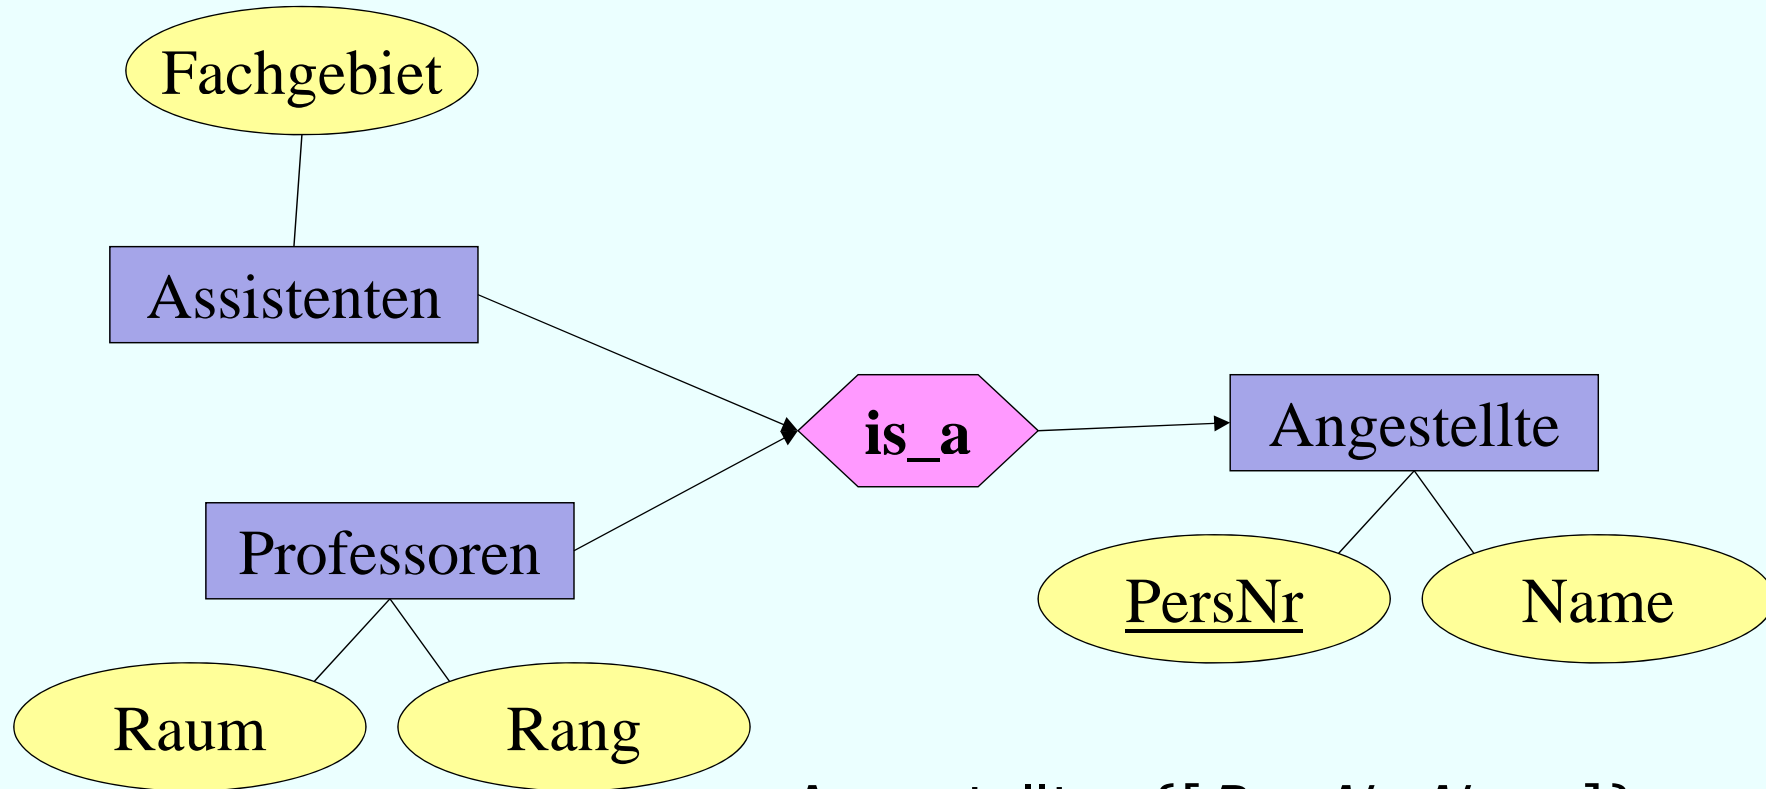 Fachgebiet
Assistenten
is_a
Angestellte
Professoren
PersNr
Name
Raum
Rang